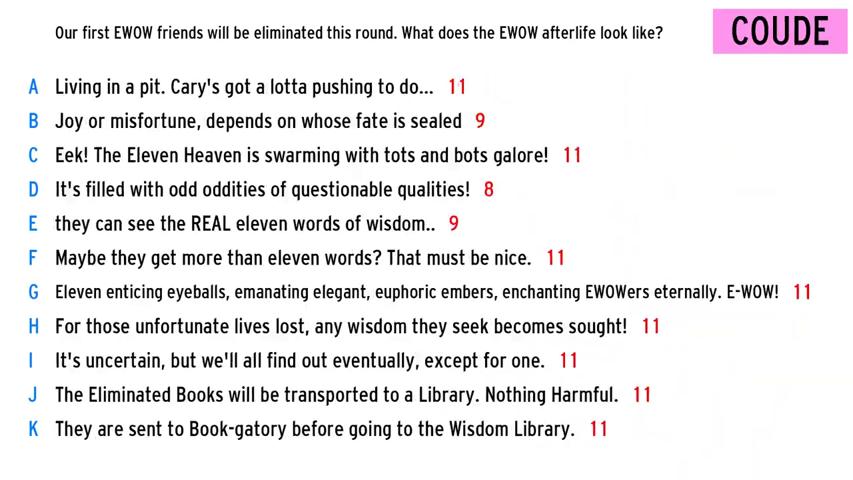 Our first EWOW friends will be eliminated this round. What does the EWOW afterlife look like?
COUDE
A Living in a pit. Cary's got a lotta pushing to do... 11
B Joy or misfortune, depends on whose fate is sealed 9
C Eek! The Eleven Heaven is swarming with tots and bots galore! 11
D It's filled with odd oddities of questionable qualities! 8
E they can see the REAL eleven words of wisdom.. 9
F Maybe they get more than eleven words? That must be nice. 11
G Eleven enticing eyeballs, emanating elegant, euphoric embers, enchanting EWOWers eternally. E-WOW! 11
H For those unfortunate lives lost, any wisdom they seek becomes sought! 11
I It's uncertain, but we'll all find out eventually, except for one. 11
J The Eliminated Books will be transported to a Library. Nothing Harmful. 11
K They are sent to Book-gatory before going to the Wisdom Library. 11